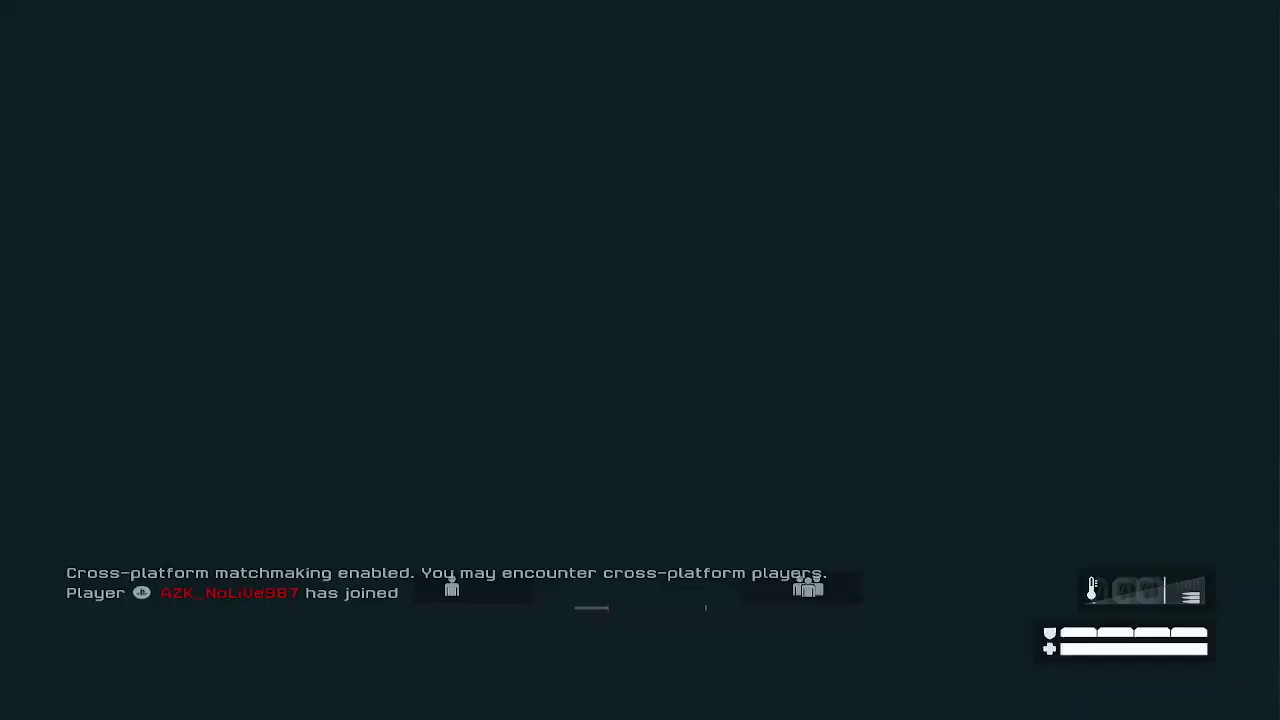 Cross-platform matchmaking enabled. You may encounter cross-platform players.
Player AZK_NoLiVe987 has joined